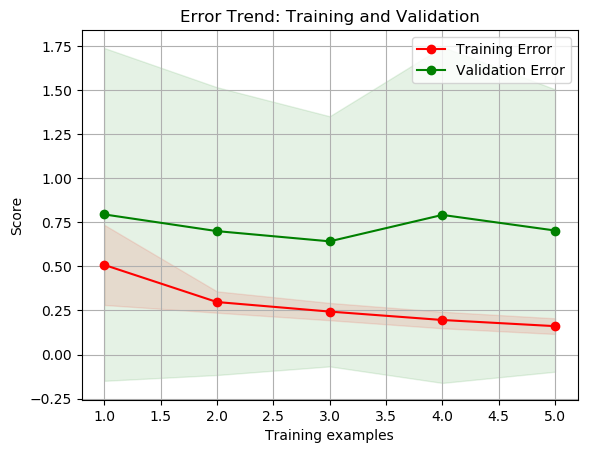 Error Trend: Training and Validation
Training Error
Validation Error
1.75
1.50
1.25
1.00
0.75
0.50
0.25
0.00
−0.25
Score
1.0 1.5 2.0 2.5 3.0 3.5 4.0 4.5 5.0
Training examples